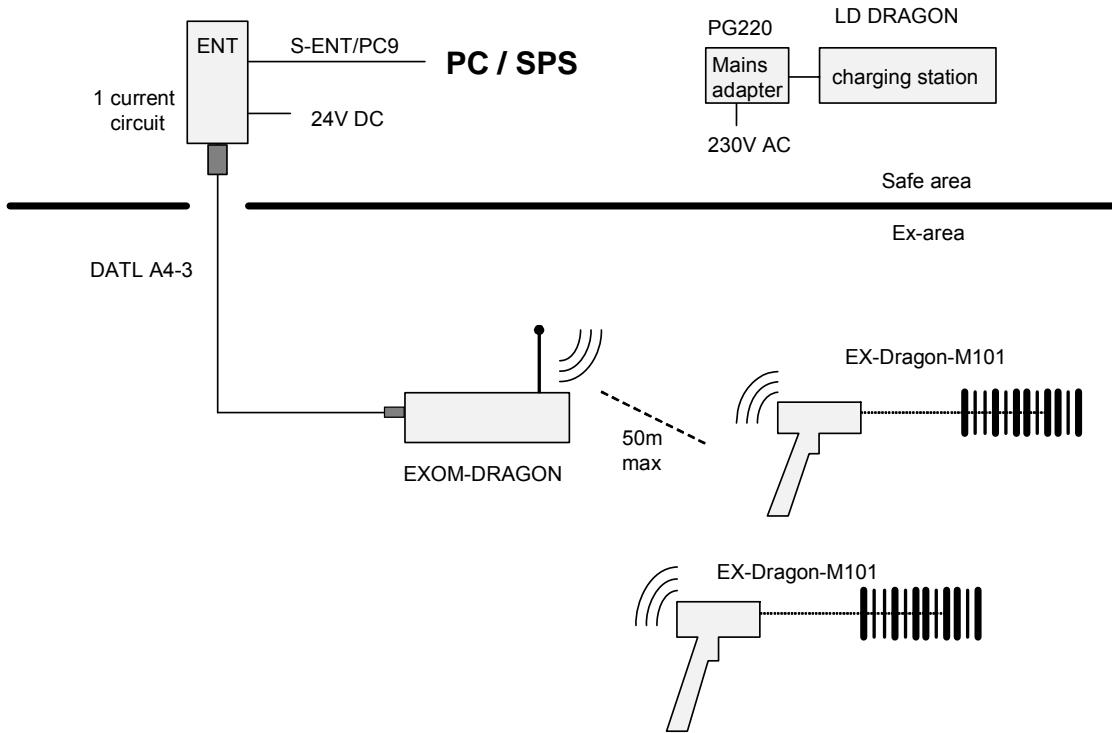 LD DRAGON
PG220
ENT
S-ENT/PC9
PC / SPS
Mains
adapter
charging station
1 current
circuit
24V DC
230V AC
Safe area
Ex-area
DATL A4-3
EX-Dragon-M101
50m
max
EXOM-DRAGON
EX-Dragon-M101